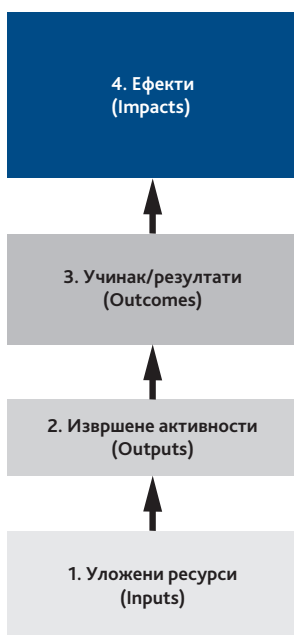 4. Ефекти
(Impacts)
3. Учинак/резултати
(Outcomes)
2. Извршене активности
(Outputs)
1. Уложени ресурси
(Inputs)